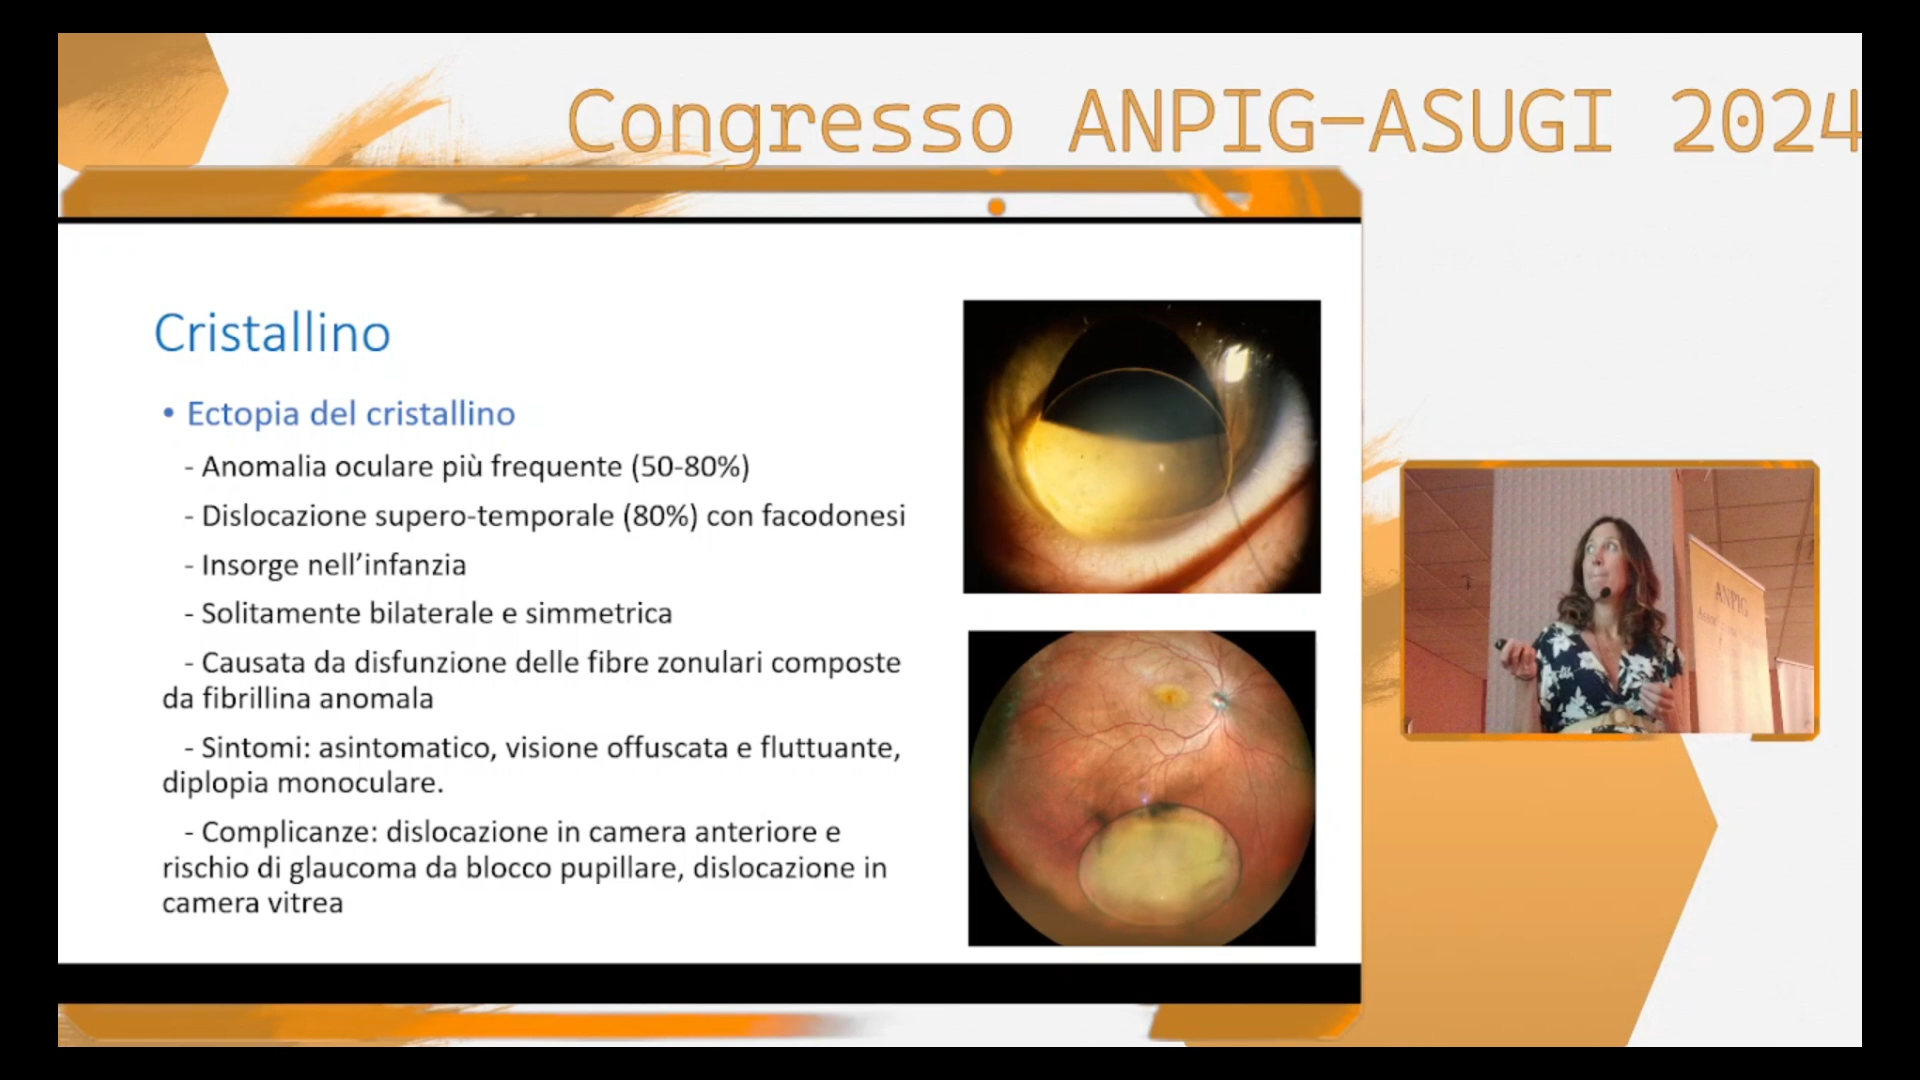 Congresso ANPIG-ASUGI 2024
Cristallino
• Ectopia del cristallino
- Anomalia oculare più frequente (50-80%)
- Dislocazione supero-temporale (80%) con facodonesi
- Insorge nell'infanzia
- Solitamente bilaterale e simmetrica
- Causata da disfunzione delle fibre zonulari composte
da fibrillina anomala
- Sintomi: asintomatico, visione offuscata e fluttuante,
diplopia monoculare.
- Complicanze: dislocazione in camera anteriore e
rischio di glaucoma da blocco pupillare, dislocazione in
camera vitrea
ANPIG